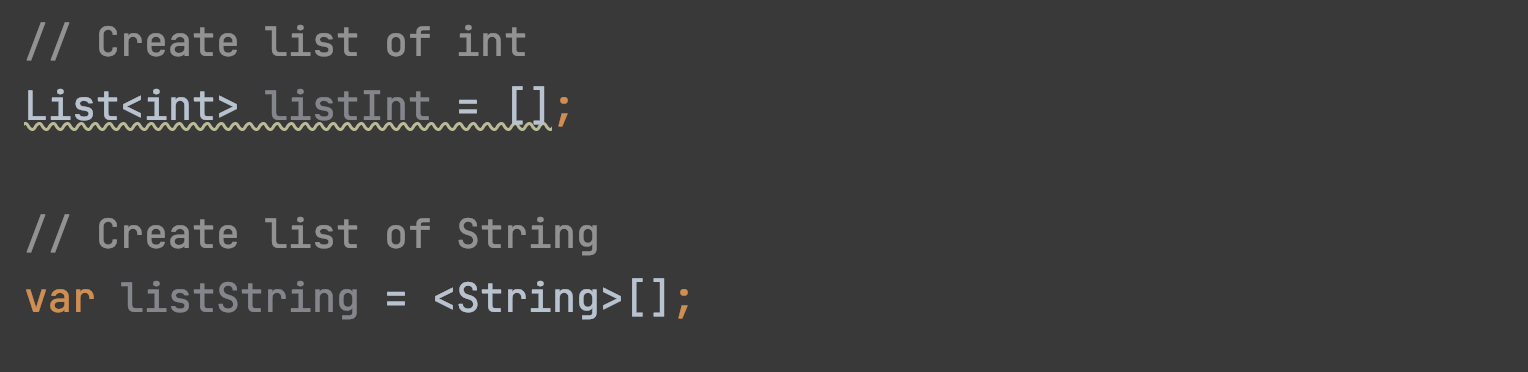 // Create list of int
List<int> listInt = [];
// Create list of String
var listString = <String>[];